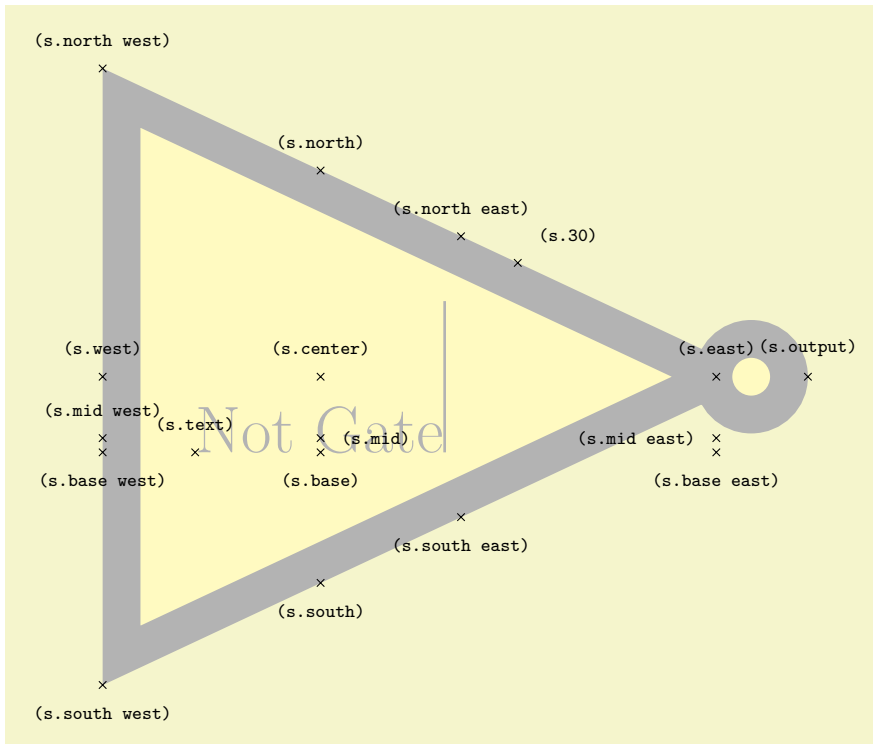 (s.north west)
(s.north)
(s.north east)
(s.30)
(s.west)
(s.center)
(s.east)
(s.output)
(s.mid west)
(s.text)
Not Gate
(s.mid)
(s.mid east)
(s.base west)
(s.base)
(s.base east)
(s.south east)
(s.south)
(s.south west)